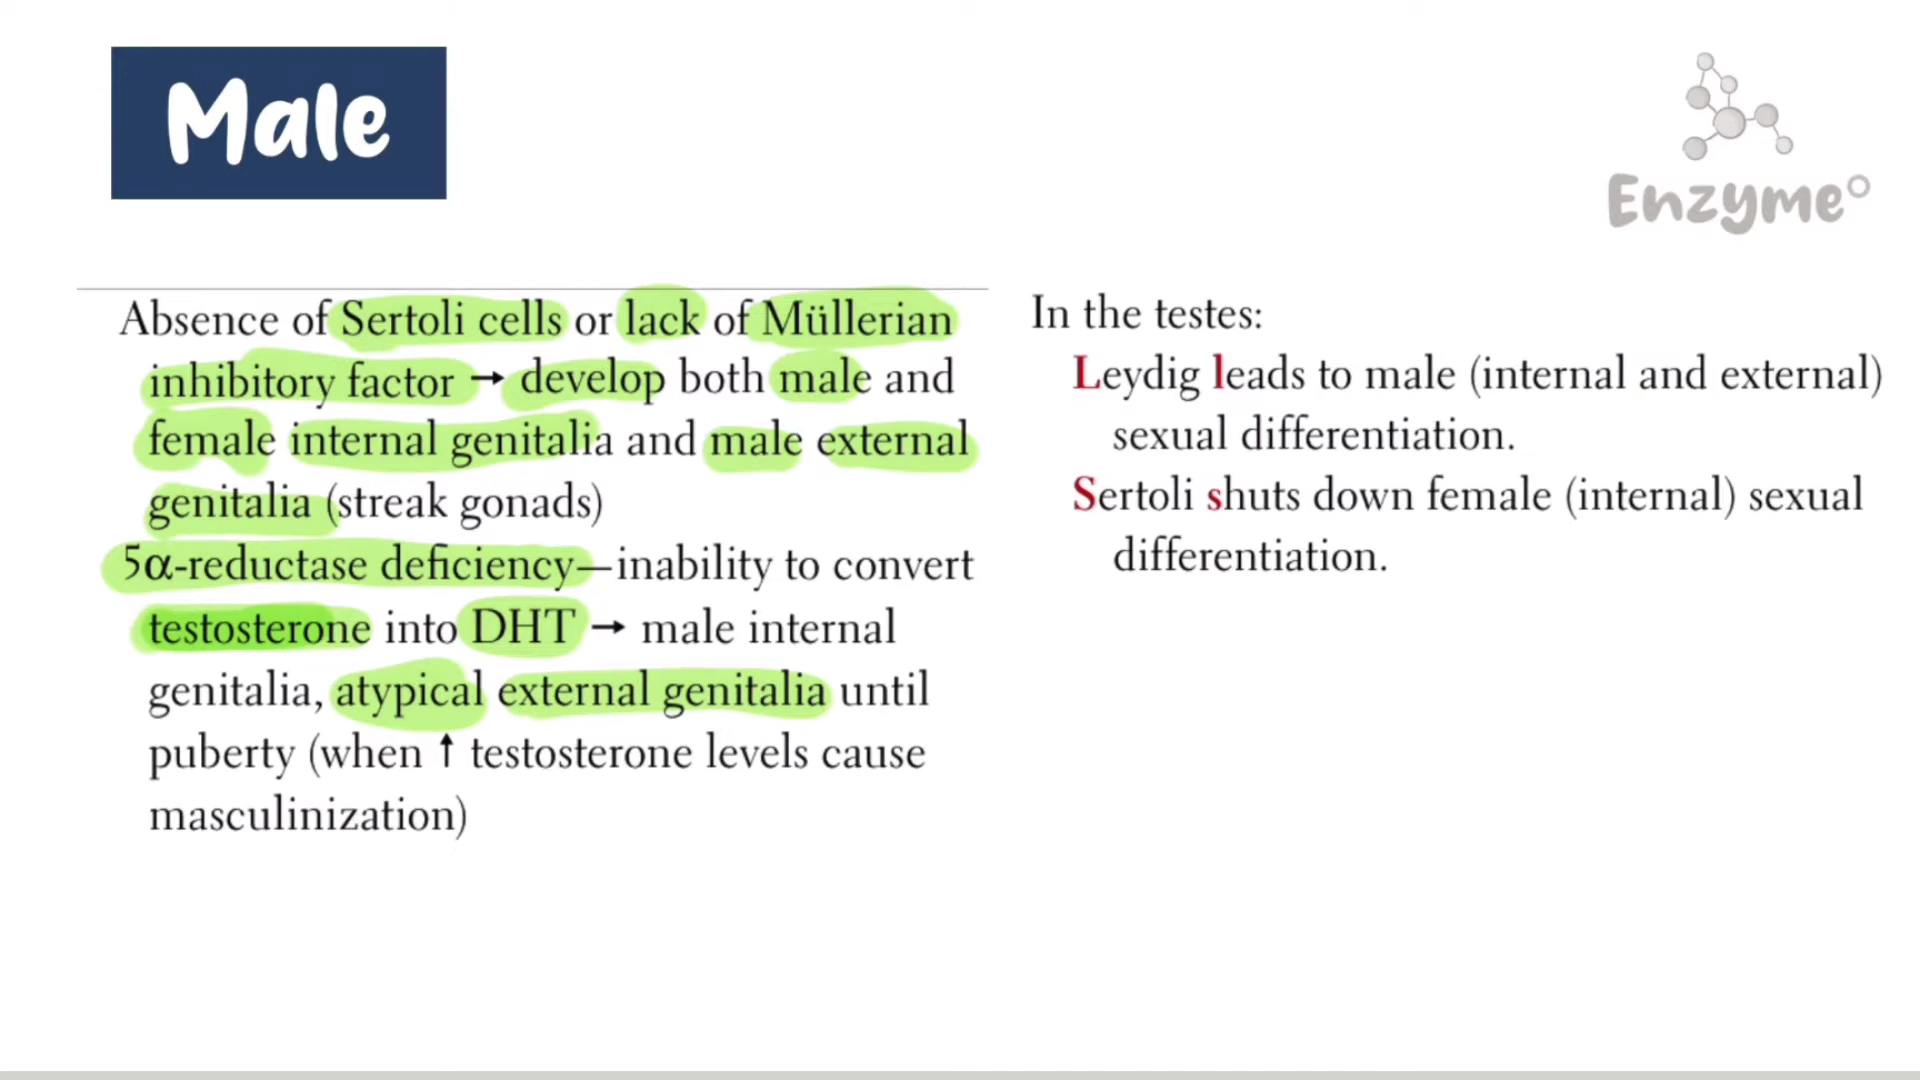 Male
Enzyme
Absence of Sertoli cells or lack of Müllerian
inhibitory factor → develop both male and
female internal genitalia and male external
genitalia (streak gonads)
5α-reductase deficiency—inability to convert
testosterone into DHT → male internal
genitalia, atypical external genitalia until
puberty (when ↑ testosterone levels cause
masculinization)
In the testes:
Leydig leads to male (internal and external)
sexual differentiation.
Sertoli shuts down female (internal) sexual
differentiation.